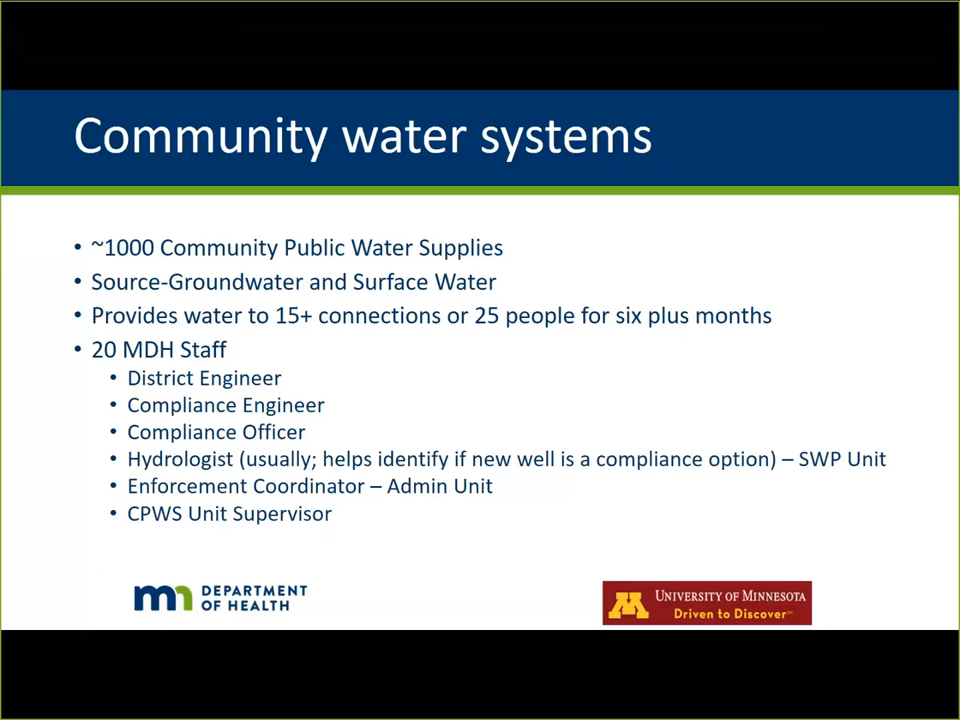 Community water systems
• ~1000 Community Public Water Supplies
• Source-Groundwater and Surface Water
• Provides water to 15+ connections or 25 people for six plus months
• 20 MDH Staff
• District Engineer
• Compliance Engineer
• Compliance Officer
• Hydrologist (usually; helps identify if new well is a compliance option) – SWP Unit
• Enforcement Coordinator – Admin Unit
• CPWS Unit Supervisor
mn DEPARTMENT
OF HEALTH
M UNIVERSITY OF MINNESOTA
Driven to Discover℠